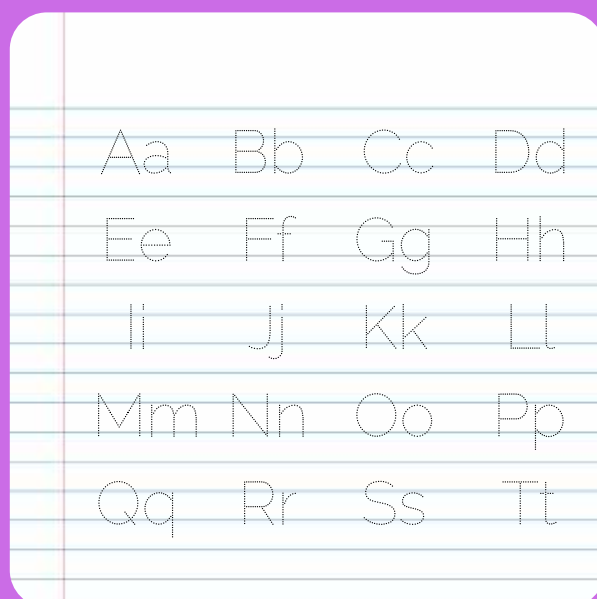 Aa Bb Cc Dd
Ee Ff Gg Hh
Ii Jj Kk Ll
Mm Nn Oo Pp
Qq Rr Ss Tt